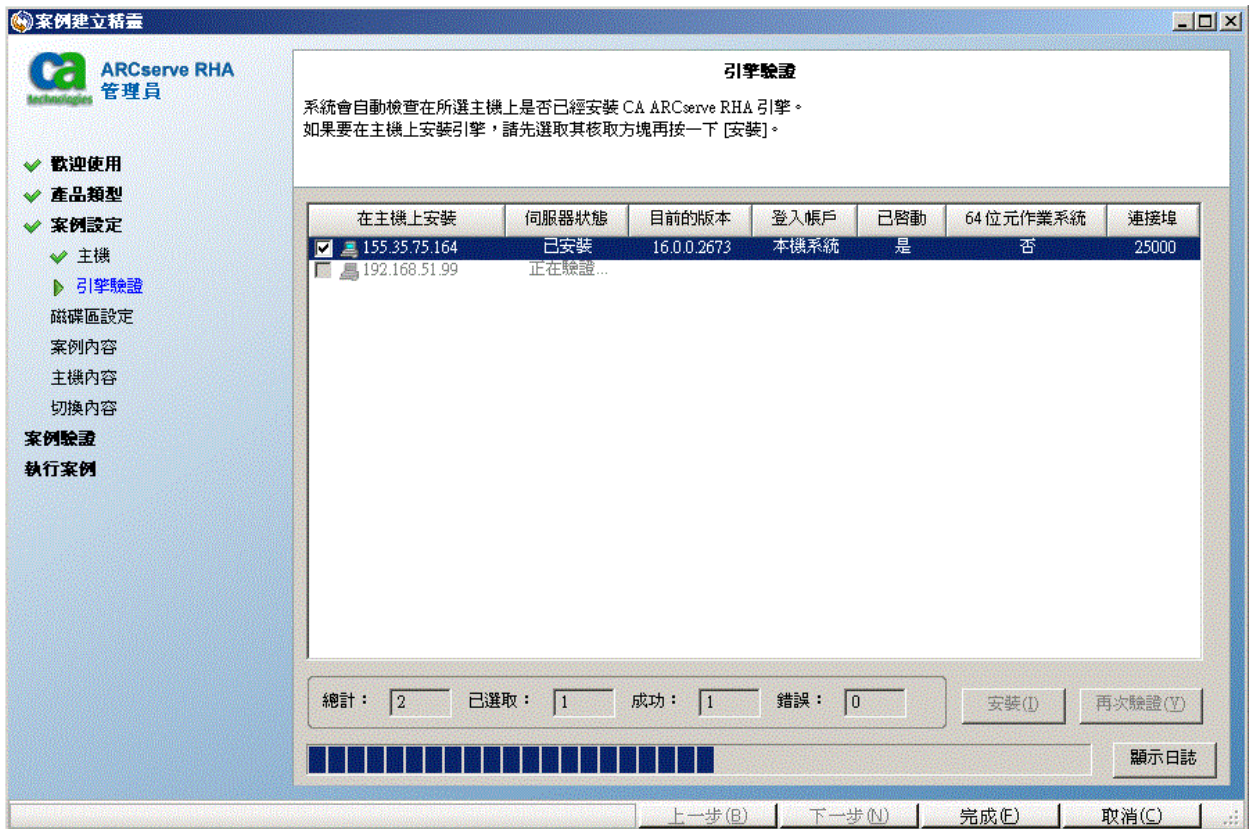 案例建立精靈
ca technologies
ARCserve RHA
管理員
歡迎使用
產品類型
案例設定
主機
引擎驗證
磁碟區設定
案例內容
主機內容
切換內容
案例驗證
執行案例
引擎驗證
系統會自動檢查在所選主機上是否已經安裝 CA ARCserve RHA 引擎。
如果要在主機上安裝引擎，請先選取其核取方塊再按一下 [安裝]。
在主機上安裝 伺服器狀態 目前的版本 登入帳戶 已啓動 64 位元作業系統 連接埠
155.35.75.164 已安裝 16.0.0.2673 本機系統 是 否 25000
192.168.51.99 正在驗證...
總計： 2 已選取： 1 成功： 1 錯誤： 0 安裝(I) 再次驗證(V)
顯示日誌
上一步(B) 下一步(N) 完成(F) 取消(C)